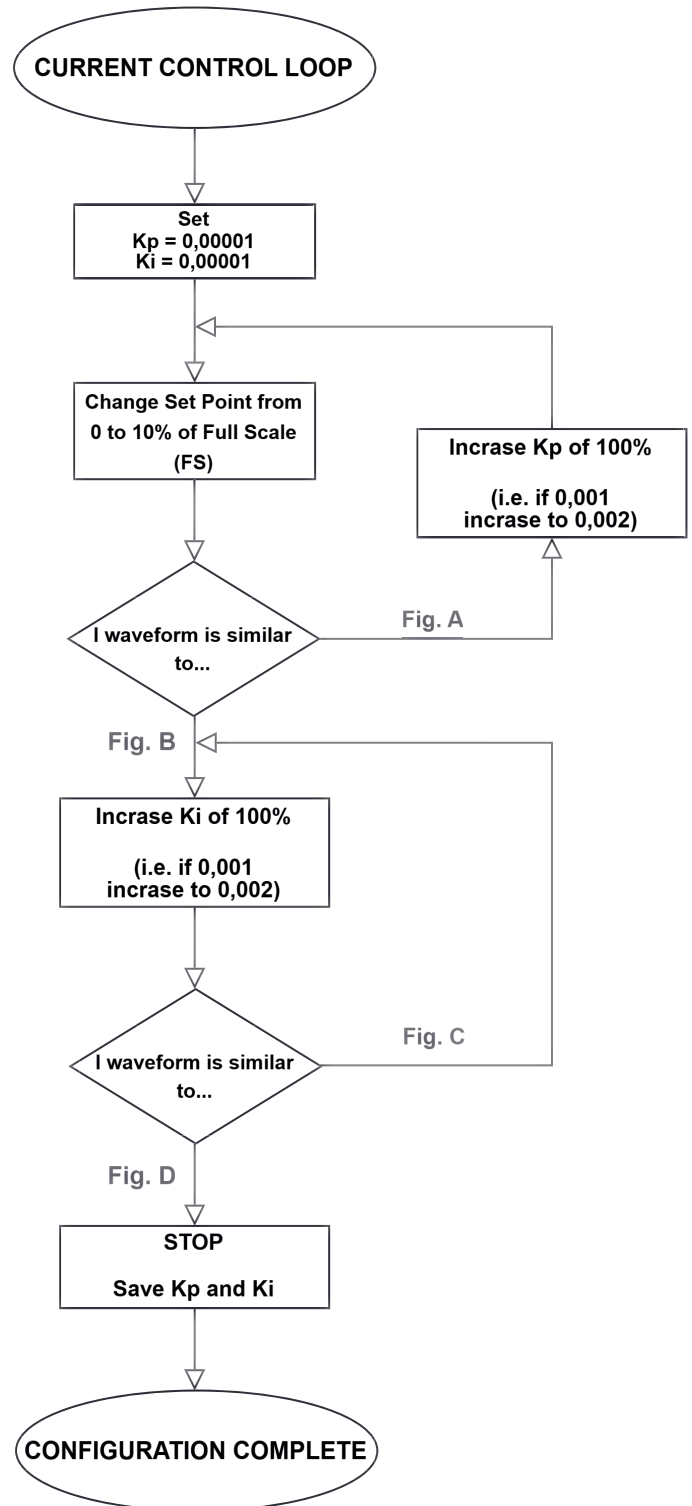 CURRENT CONTROL LOOP
Set
Kp = 0,00001
Ki = 0,00001
Change Set Point from
0 to 10% of Full Scale
(FS)
Incrase Kp of 100%
(i.e. if 0,001
incrase to 0,002)
I waveform is similar
to...
Fig. A
Fig. B
Incrase Ki of 100%
(i.e. if 0,001
incrase to 0,002)
I waveform is similar
to...
Fig. C
Fig. D
STOP
Save Kp and Ki
CONFIGURATION COMPLETE